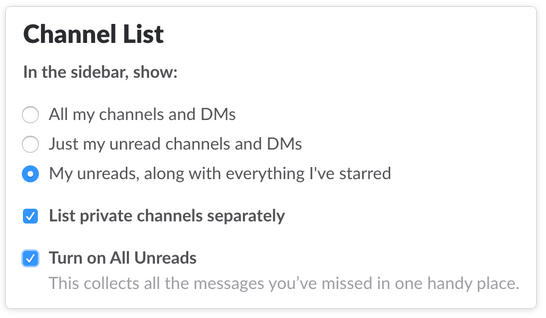 Channel List
In the sidebar, show:
All my channels and DMs
Just my unread channels and DMs
My unreads, along with everything I've starred
List private channels separately
Turn on All Unreads
This collects all the messages you’ve missed in one handy place.